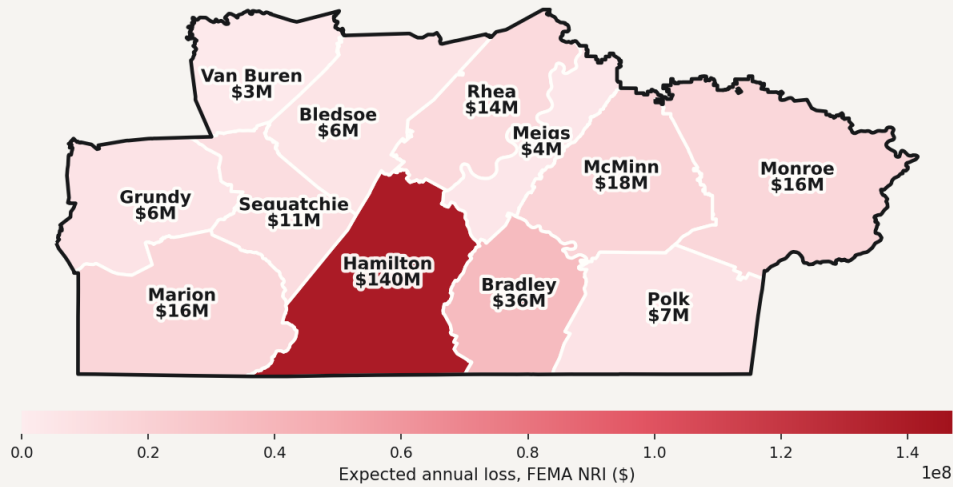 Van Buren
$3M
Bledsoe
$6M
Rhea
$14M
Meigs
$4M
McMinn
$18M
Monroe
$16M
Grundy
$6M
Sequatchie
$11M
Hamilton
$140M
Bradley
$36M
Marion
$16M
Polk
$7M
0.0 0.2 0.4 0.6 0.8 1.0 1.2 1.4
1e8
Expected annual loss, FEMA NRI ($)